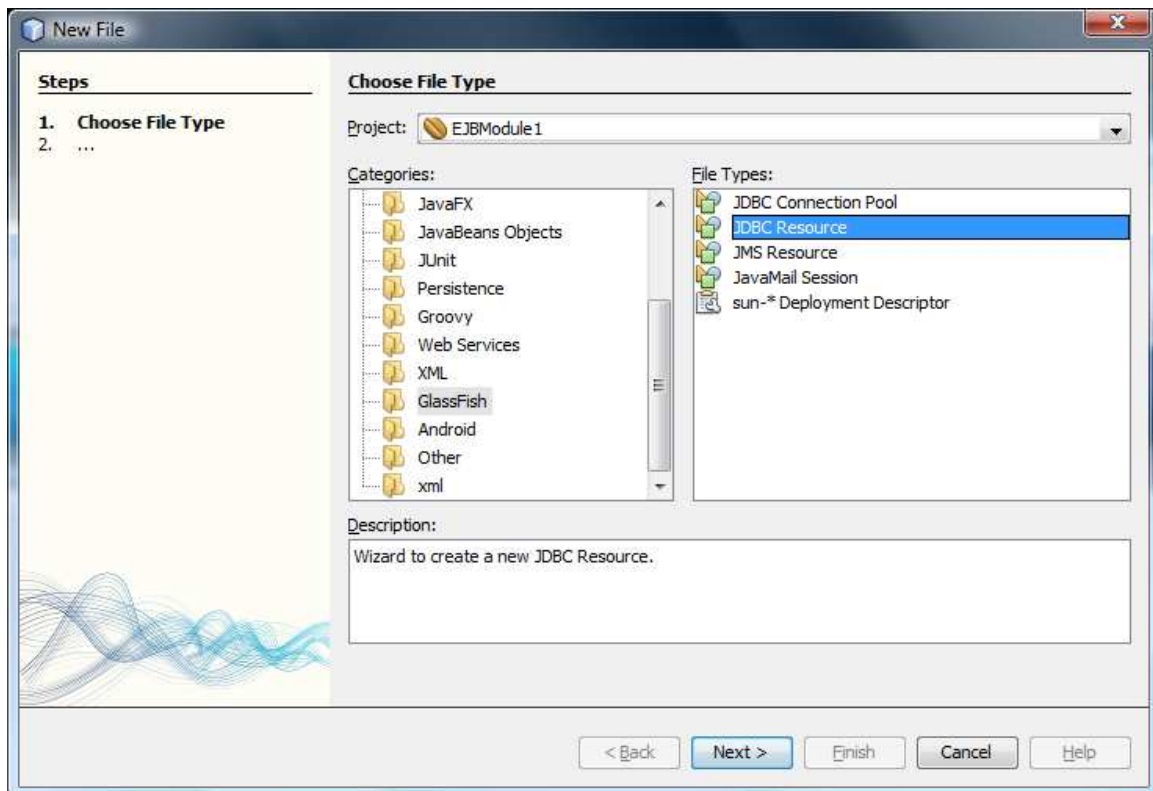 New File
Steps
1. Choose File Type
2. ...
Choose File Type
Project: EJBModule1
Categories:
JavaFX
JavaBeans Objects
JUnit
Persistence
Groovy
Web Services
XML
GlassFish
Android
Other
xml
File Types:
JDBC Connection Pool
JDBC Resource
JMS Resource
JavaMail Session
sun-* Deployment Descriptor
Description:
Wizard to create a new JDBC Resource.
< Back Next > Finish Cancel Help